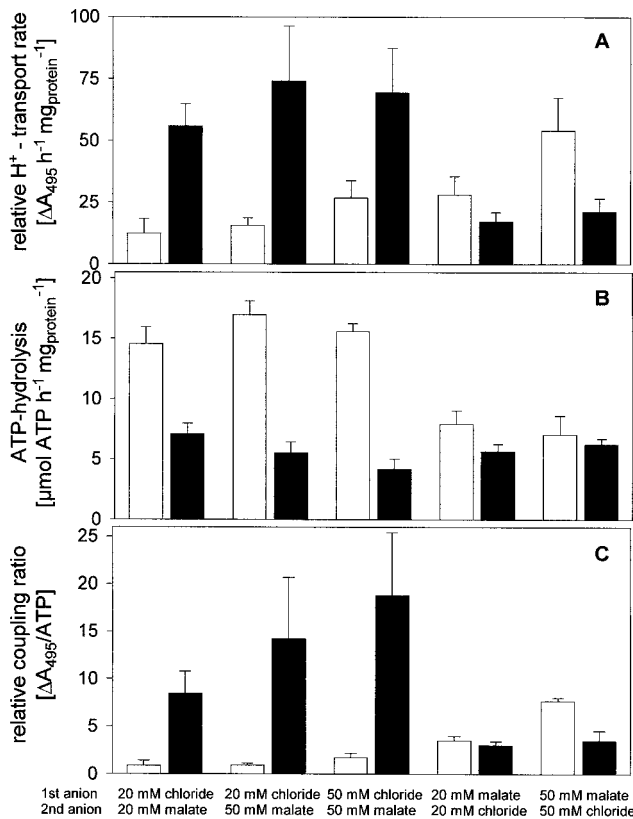 A
relative H⁺ - transport rate
[ΔA₄₉₅ h⁻¹ mg_protein⁻¹]
100
75
50
25
0
B
ATP-hydrolysis
[µmol ATP h⁻¹ mg_protein⁻¹]
20
15
10
5
0
C
relative coupling ratio
[ΔA₄₉₅/ATP]
25
20
15
10
5
0
1st anion 20 mM chloride 20 mM chloride 50 mM chloride 20 mM malate 50 mM malate
2nd anion 20 mM malate 50 mM malate 50 mM malate 20 mM chloride 50 mM chloride